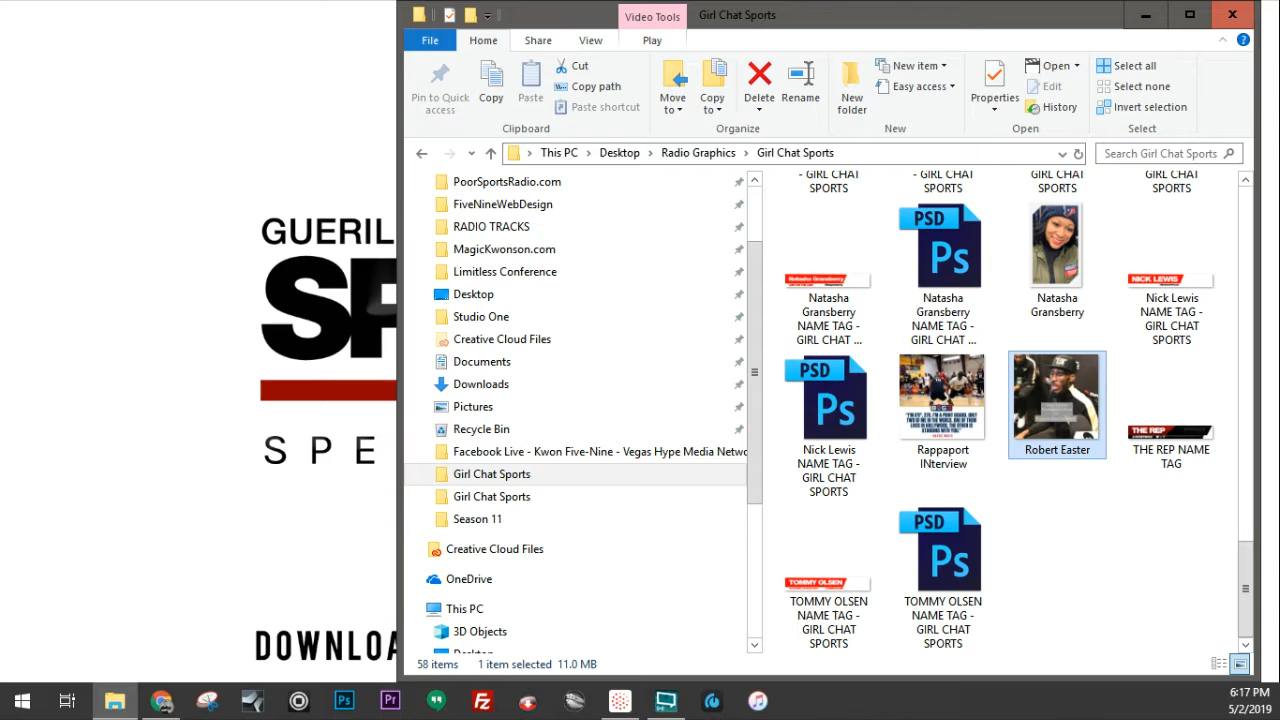 Video Tools
Girl Chat Sports
File
Home
Share
View
Play
Pin to Quick access
Copy
Paste
Cut
Copy path
Paste shortcut
Move to
Copy to
Delete
Rename
New folder
New item
Easy access
Properties
Open
Edit
History
Select all
Select none
Invert selection
Clipboard
Organize
New
Open
Select
This PC
Desktop
Radio Graphics
Girl Chat Sports
Search Girl Chat Sports
PoorSportsRadio.com
FiveNineWebDesign
RADIO TRACKS
MagicKwonson.com
Limitless Conference
Desktop
Studio One
Creative Cloud Files
Documents
Downloads
Pictures
Recycle Bin
Facebook Live - Kwon Five-Nine - Vegas Hype Media Netwo
Girl Chat Sports
Girl Chat Sports
Season 11
Creative Cloud Files
OneDrive
This PC
3D Objects
Desktop
- GIRL CHAT
SPORTS
- GIRL CHAT
SPORTS
GIRL CHAT
SPORTS
GIRL CHAT
SPORTS
Natasha Gransberry
Natasha
Gransberry
NAME TAG -
GIRL CHAT ...
PSD
Ps
Natasha
Gransberry
NAME TAG -
GIRL CHAT ...
Natasha
Gransberry
NICK LEWIS
Nick Lewis
NAME TAG -
GIRL CHAT
SPORTS
PSD
Ps
Nick Lewis
NAME TAG -
GIRL CHAT
SPORTS
Rappaport
INterview
Robert Easter
THE REP
THE REP NAME
TAG
TOMMY OLSEN
TOMMY OLSEN
NAME TAG -
GIRL CHAT
SPORTS
PSD
Ps
TOMMY OLSEN
NAME TAG -
GIRL CHAT
SPORTS
58 items
1 item selected
11.0 MB
GUERIL
SP
SPE
DOWNLOA
Ps
Pr
6:17 PM
5/2/2019